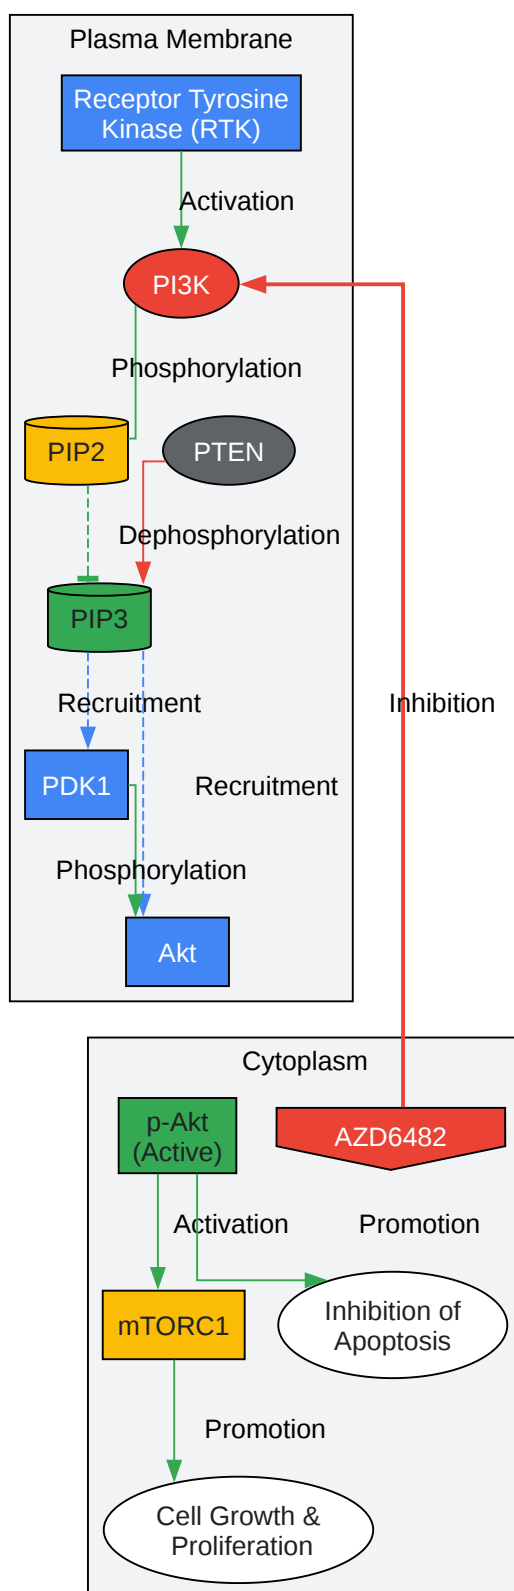 Plasma Membrane
Receptor Tyrosine
Kinase (RTK)
Activation
PI3K
Phosphorylation
PIP2
PTEN
Dephosphorylation
PIP3
Recruitment
Inhibition
PDK1
Recruitment
Phosphorylation
Akt
Cytoplasm
p-Akt
(Active)
AZD6482
Activation
Promotion
mTORC1
Inhibition of
Apoptosis
Promotion
Cell Growth &
Proliferation